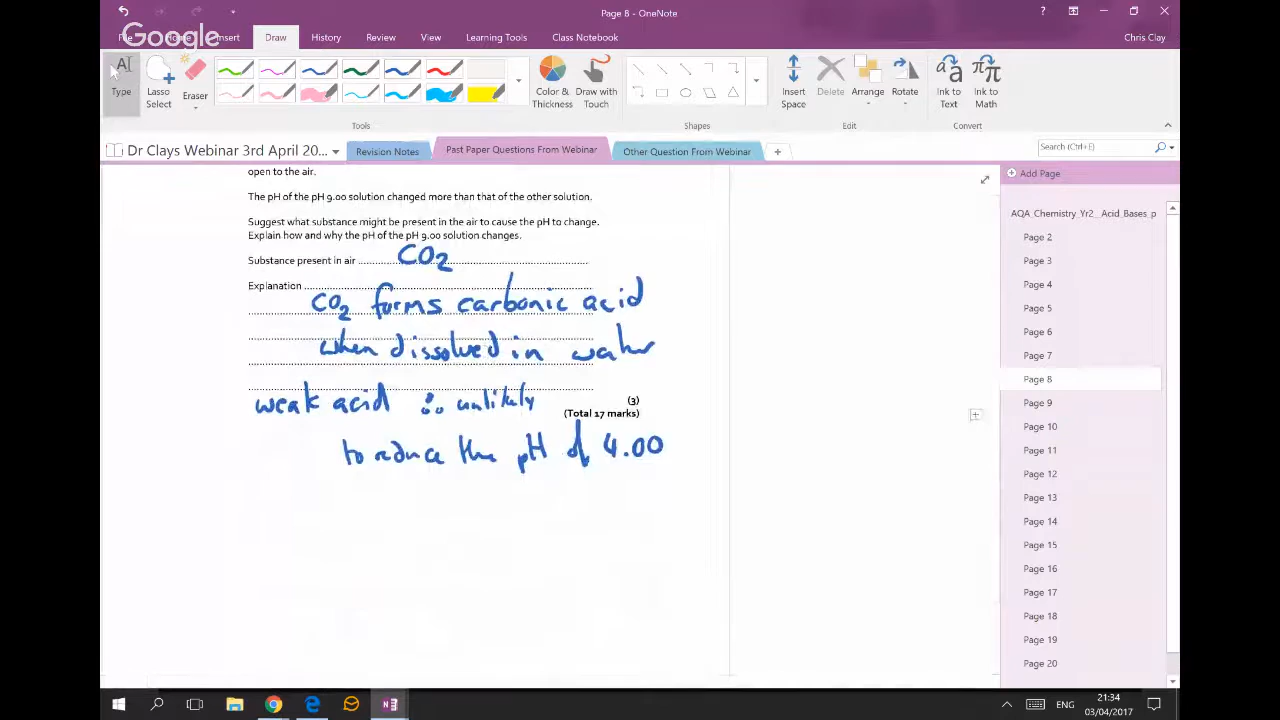 Page 8 - OneNote
Google
Insert
Draw
History
Review
View
Learning Tools
Class Notebook
Chris Clay
Type
Lasso Select
Eraser
Color & Thickness
Draw with Touch
Insert Space
Delete
Arrange
Rotate
Ink to Text
Ink to Math
Tools
Shapes
Edit
Convert
Dr Clays Webinar 3rd April 20...
Revision Notes
Past Paper Questions From Webinar
Other Question From Webinar
Search (Ctrl+E)
open to the air.
The pH of the pH 9.00 solution changed more than that of the other solution.
Suggest what substance might be present in the air to cause the pH to change.
Explain how and why the pH of the pH 9.00 solution changes.
Substance present in air CO2
Explanation
CO2 forms carbonic acid
when dissolved in water
weak acid ∴ unlikely
(3)
(Total 17 marks)
to reduce the pH of 4.00
Add Page
AQA_Chemistry_Yr2_Acid_Bases_p
Page 2
Page 3
Page 4
Page 5
Page 6
Page 7
Page 8
Page 9
Page 10
Page 11
Page 12
Page 13
Page 14
Page 15
Page 16
Page 17
Page 18
Page 19
Page 20
ENG
21:34
03/04/2017